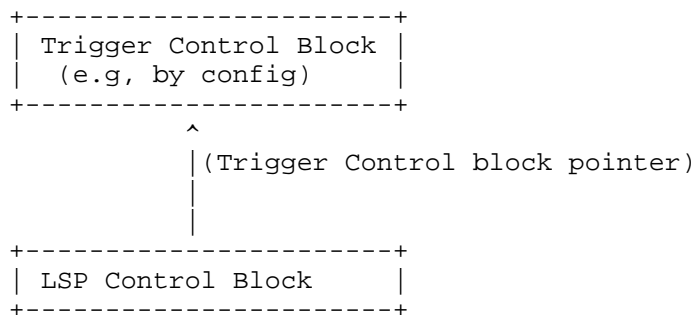 +-----------------------+
| Trigger Control Block |
|  (e.g, by config)     |
+-----------------------+
           ^
           |(Trigger Control block pointer)
           |
           |
+-----------------------+
| LSP Control Block     |
+-----------------------+